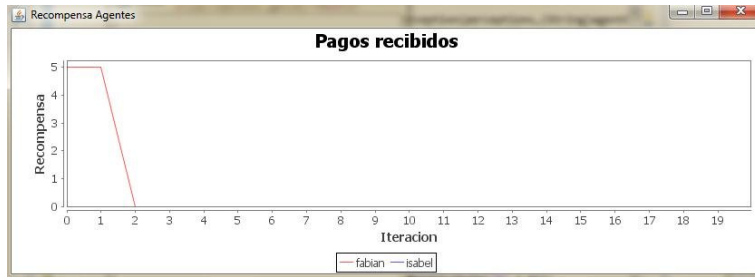 Recompensa Agentes
Pagos recibidos
5
4
3
2
1
0
Recompensa
0 1 2 3 4 5 6 7 8 9 10 11 12 13 14 15 16 17 18 19
Iteracion
fabian isabel